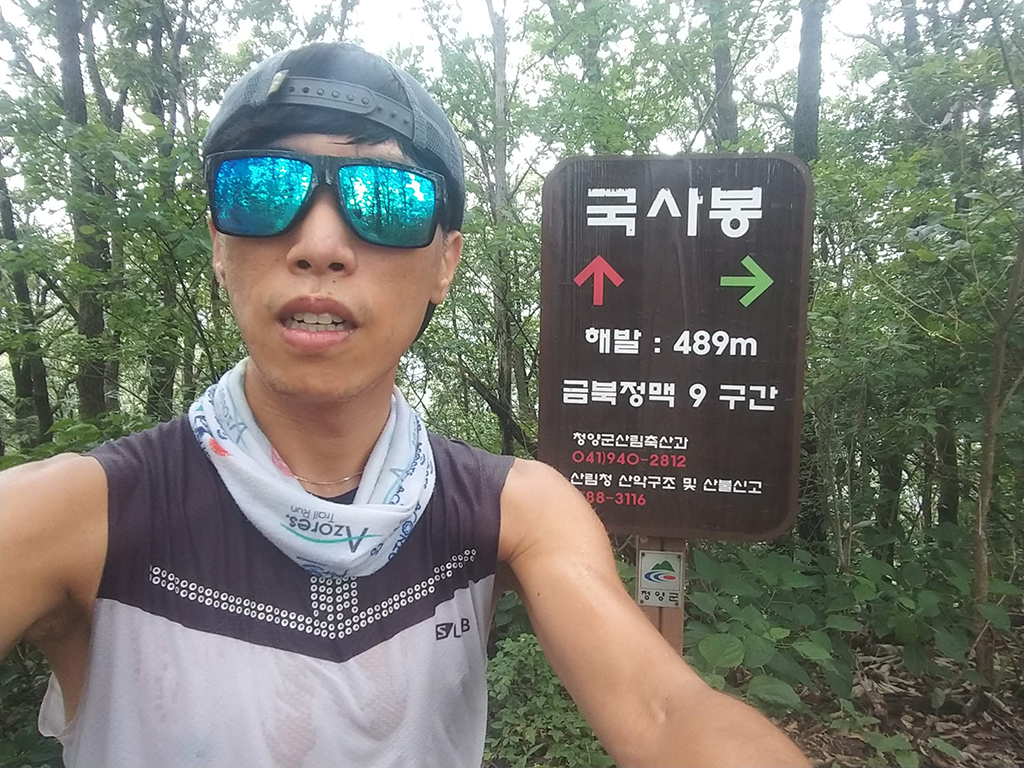 국사봉
해발 : 489m
금북정맥 9 구간
청양군산림축산과
041)940-2812
산림청 산악구조 및 산불신고
88-3116
청양군
Azores
Trail Run
S/LAB